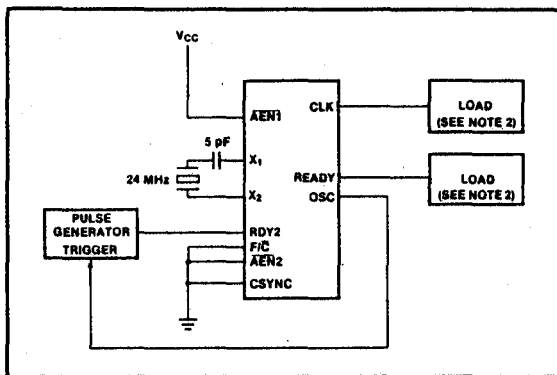 VCC
AEN1
CLK
LOAD
(SEE NOTE 2)
5 pF
X1
24 MHz
X2
READY
LOAD
(SEE NOTE 2)
OSC
PULSE
GENERATOR
TRIGGER
RDY2
F/C
AEN2
CSYNC